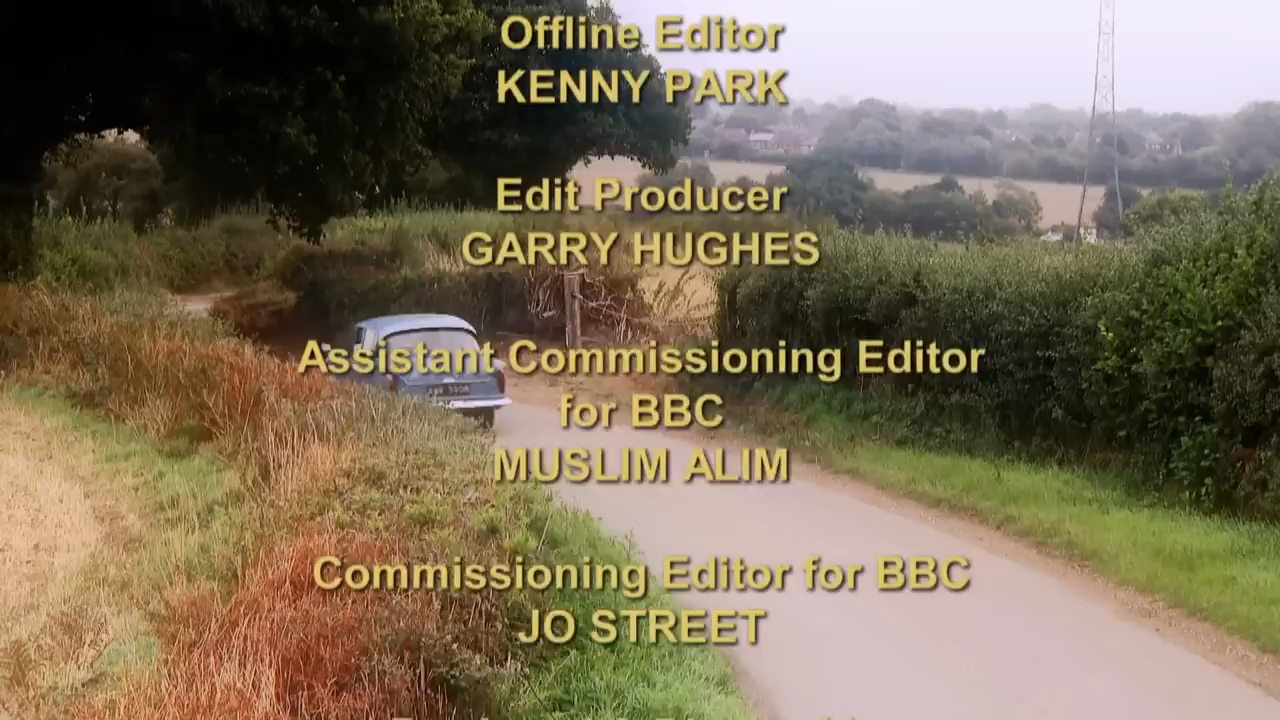 Offline Editor
KENNY PARK
Edit Producer
GARRY HUGHES
Assistant Commissioning Editor
for BBC
MUSLIM ALIM
Commissioning Editor for BBC
JO STREET